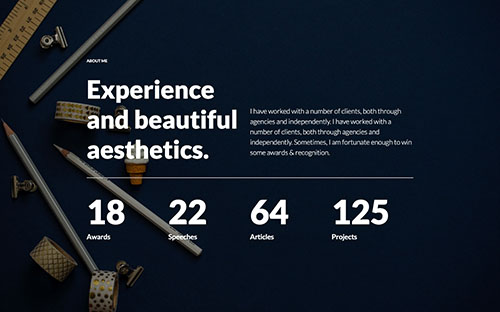 ABOUT ME
Experience
and beautiful
aesthetics.
I have worked with a number of clients, both through
agencies and independently. I have worked with a
number of clients, both through agencies and
independently. Sometimes, I am fortunate enough to win
some awards & recognition.
18 22 64 125
Awards Speeches Articles Projects